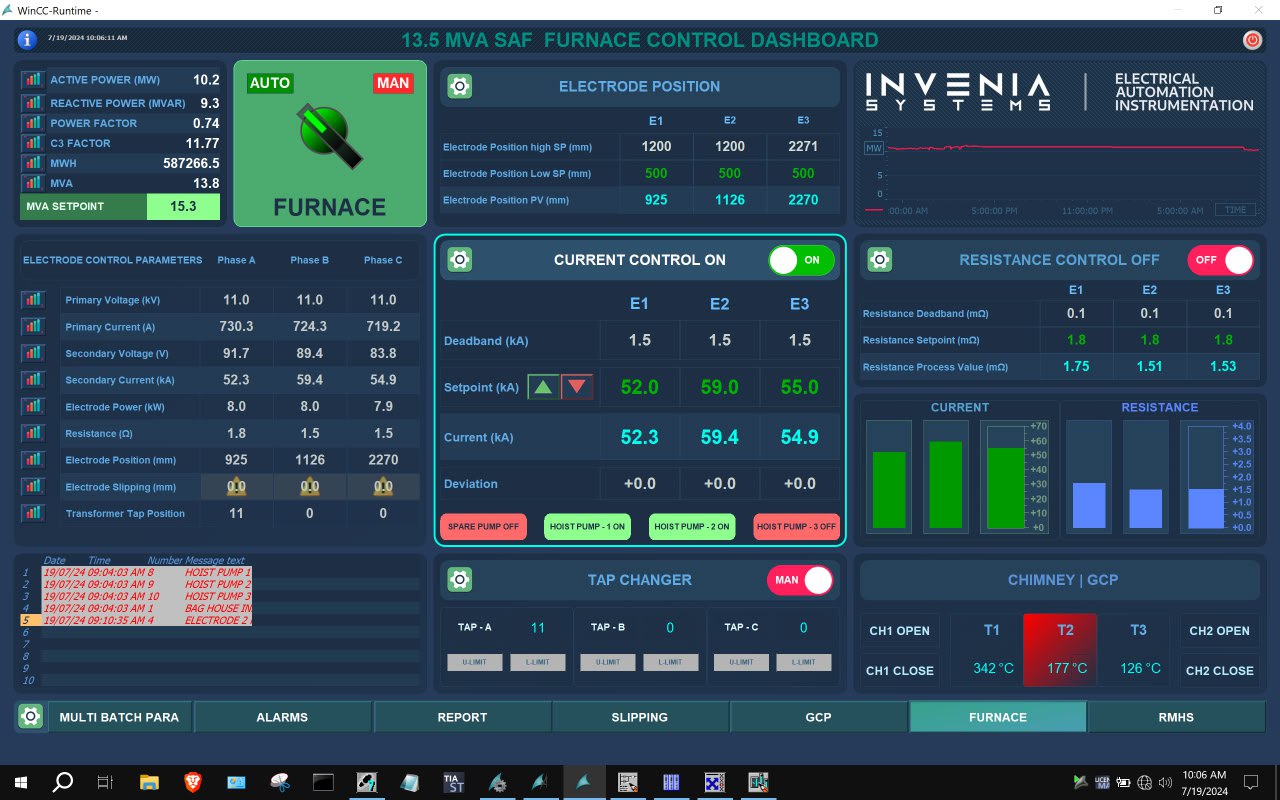 WinCC-Runtime -
7/19/2024 10:06:11 AM
13.5 MVA SAF FURNACE CONTROL DASHBOARD
ACTIVE POWER (MW) 10.2
REACTIVE POWER (MVAR) 9.3
POWER FACTOR 0.74
C3 FACTOR 11.77
MWH 587266.5
MVA 13.8
MVA SETPOINT 15.3
AUTO MAN
FURNACE
ELECTRODE POSITION
E1 E2 E3
Electrode Position high SP (mm) 1200 1200 2271
Electrode Position Low SP (mm) 500 500 500
Electrode Position PV (mm) 925 1126 2270
INVENIA
SYSTEMS
ELECTRICAL
AUTOMATION
INSTRUMENTATION
15
MW
5
0
00:00 AM 5:00:00 PM 11:00:00 PM 5:00:00 AM TIME
ELECTRODE CONTROL PARAMETERS Phase A Phase B Phase C
Primary Voltage (kV) 11.0 11.0 11.0
Primary Current (A) 730.3 724.3 719.2
Secondary Voltage (V) 91.7 89.4 83.8
Secondary Current (kA) 52.3 59.4 54.9
Electrode Power (kW) 8.0 8.0 7.9
Resistance (Ω) 1.8 1.5 1.5
Electrode Position (mm) 925 1126 2270
Electrode Slipping (mm) 0.0 0.0 0.0
Transformer Tap Position 11 0 0
CURRENT CONTROL ON ON
E1 E2 E3
Deadband (kA) 1.5 1.5 1.5
Setpoint (kA) 52.0 59.0 55.0
Current (kA) 52.3 59.4 54.9
Deviation +0.0 +0.0 +0.0
SPARE PUMP OFF HOIST PUMP - 1 ON HOIST PUMP - 2 ON HOIST PUMP - 3 OFF
RESISTANCE CONTROL OFF OFF
E1 E2 E3
Resistance Deadband (mΩ) 0.1 0.1 0.1
Resistance Setpoint (mΩ) 1.8 1.8 1.8
Resistance Process Value (mΩ) 1.75 1.51 1.53
CURRENT
+70
+60
+50
+40
+30
+20
+10
+0
RESISTANCE
+4.0
+3.5
+3.0
+2.5
+2.0
+1.5
+1.0
+0.5
+0.0
Date Time Number Message text
1 19/07/24 09:04:03 AM 8 HOIST PUMP 1
2 19/07/24 09:04:03 AM 9 HOIST PUMP 2
3 19/07/24 09:04:03 AM 10 HOIST PUMP 3
4 19/07/24 09:04:03 AM 1 BAG HOUSE IN
5 19/07/24 09:10:35 AM 4 ELECTRODE 2
6
7
8
9
10
TAP CHANGER MAN
TAP - A 11 TAP - B 0 TAP - C 0
U-LIMIT L-LIMIT U-LIMIT L-LIMIT U-LIMIT L-LIMIT
CHIMNEY | GCP
CH1 OPEN T1 T2 T3 CH2 OPEN
CH1 CLOSE 342 °C 177 °C 126 °C CH2 CLOSE
MULTI BATCH PARA ALARMS REPORT SLIPPING GCP FURNACE RMHS
TIA
ST
10:06 AM
7/19/2024